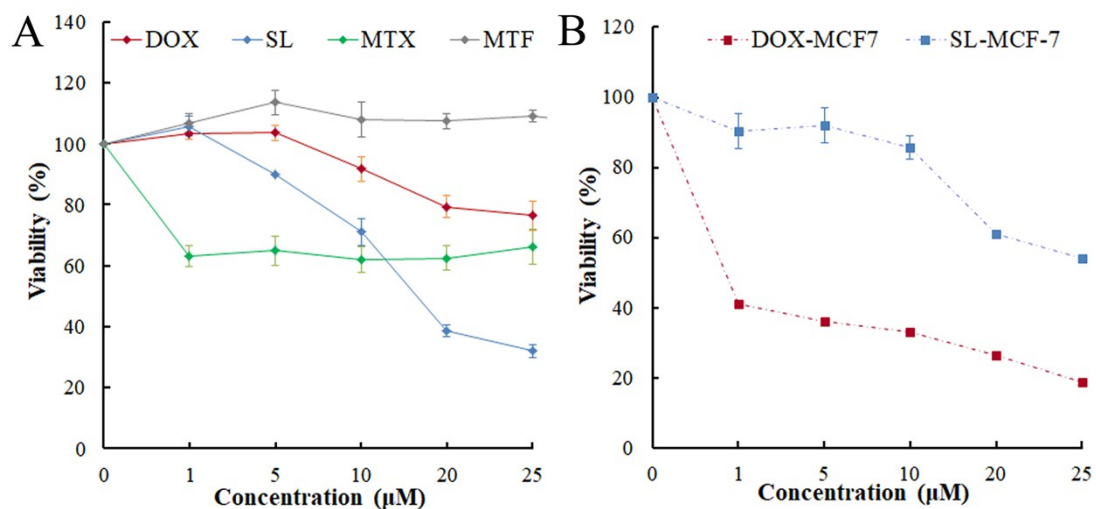 A
DOX SL MTX MTF
Viability (%)
140
120
100
80
60
40
20
0
0 1 5 10 20 25
Concentration (µM)
B
DOX-MCF7 SL-MCF-7
Viability (%)
120
100
80
60
40
20
0
0 1 5 10 20 25
Concentration (µM)